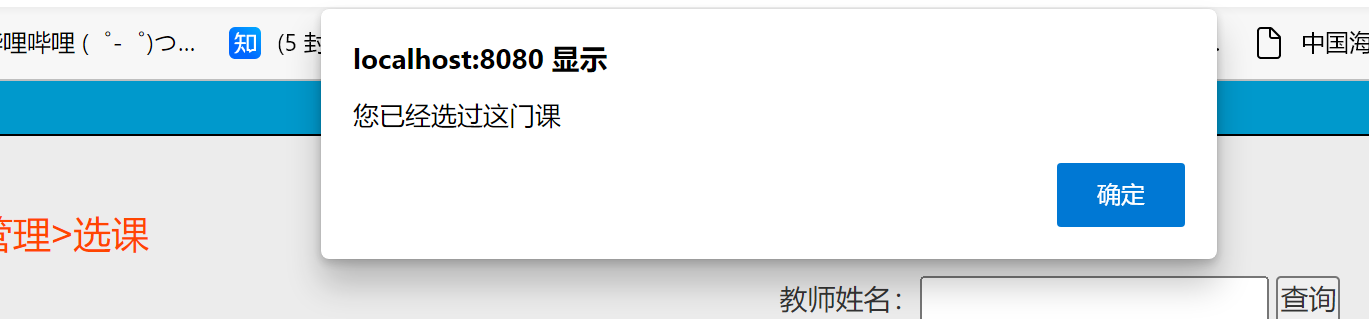 哩哔哩 (゜-゜)つ... 知 (5 封
中国海
localhost:8080 显示
您已经选过这门课
确定
管理>选课
教师姓名： 查询